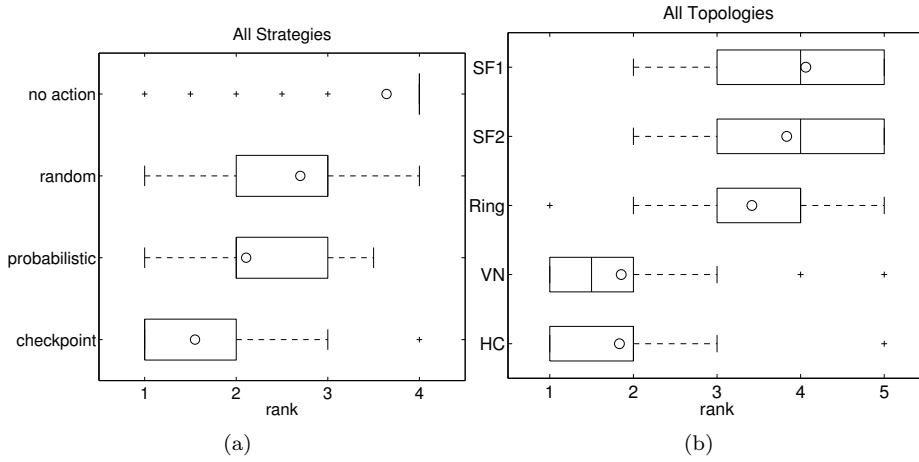 All Strategies
no action
random
probabilistic
checkpoint
1 2 3 4
rank
(a)
All Topologies
SF1
SF2
Ring
VN
HC
1 2 3 4 5
rank
(b)